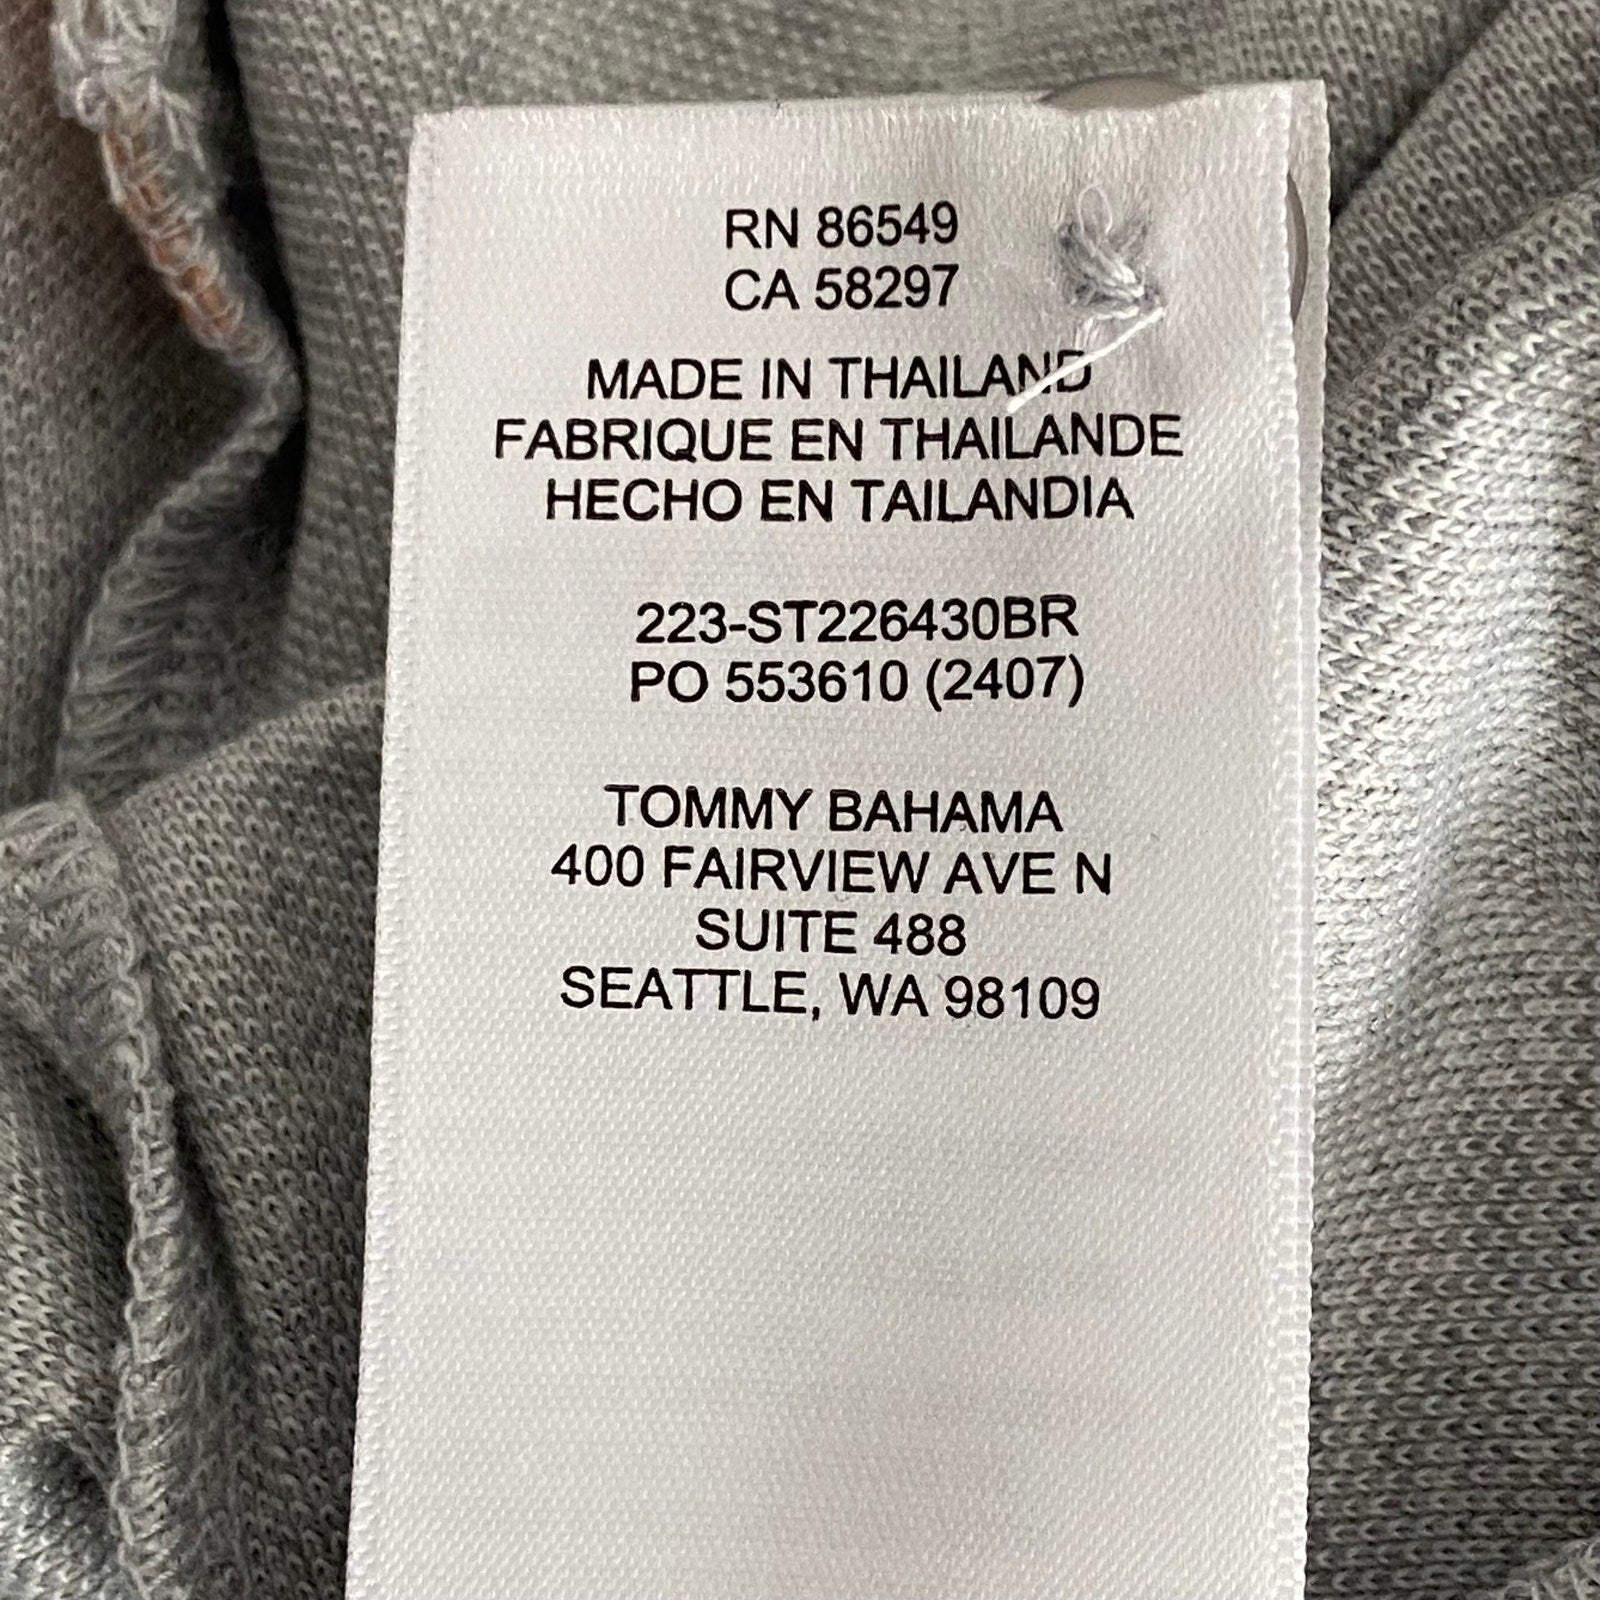 RN 86549
CA 58297
MADE IN THAILAND
FABRIQUE EN THAILANDE
HECHO EN TAILANDIA
223-ST226430BR
PO 553610 (2407)
TOMMY BAHAMA
400 FAIRVIEW AVE N
SUITE 488
SEATTLE, WA 98109